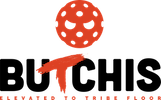 BUTCHIS
ELEVATED TO TRIBE FLOOR